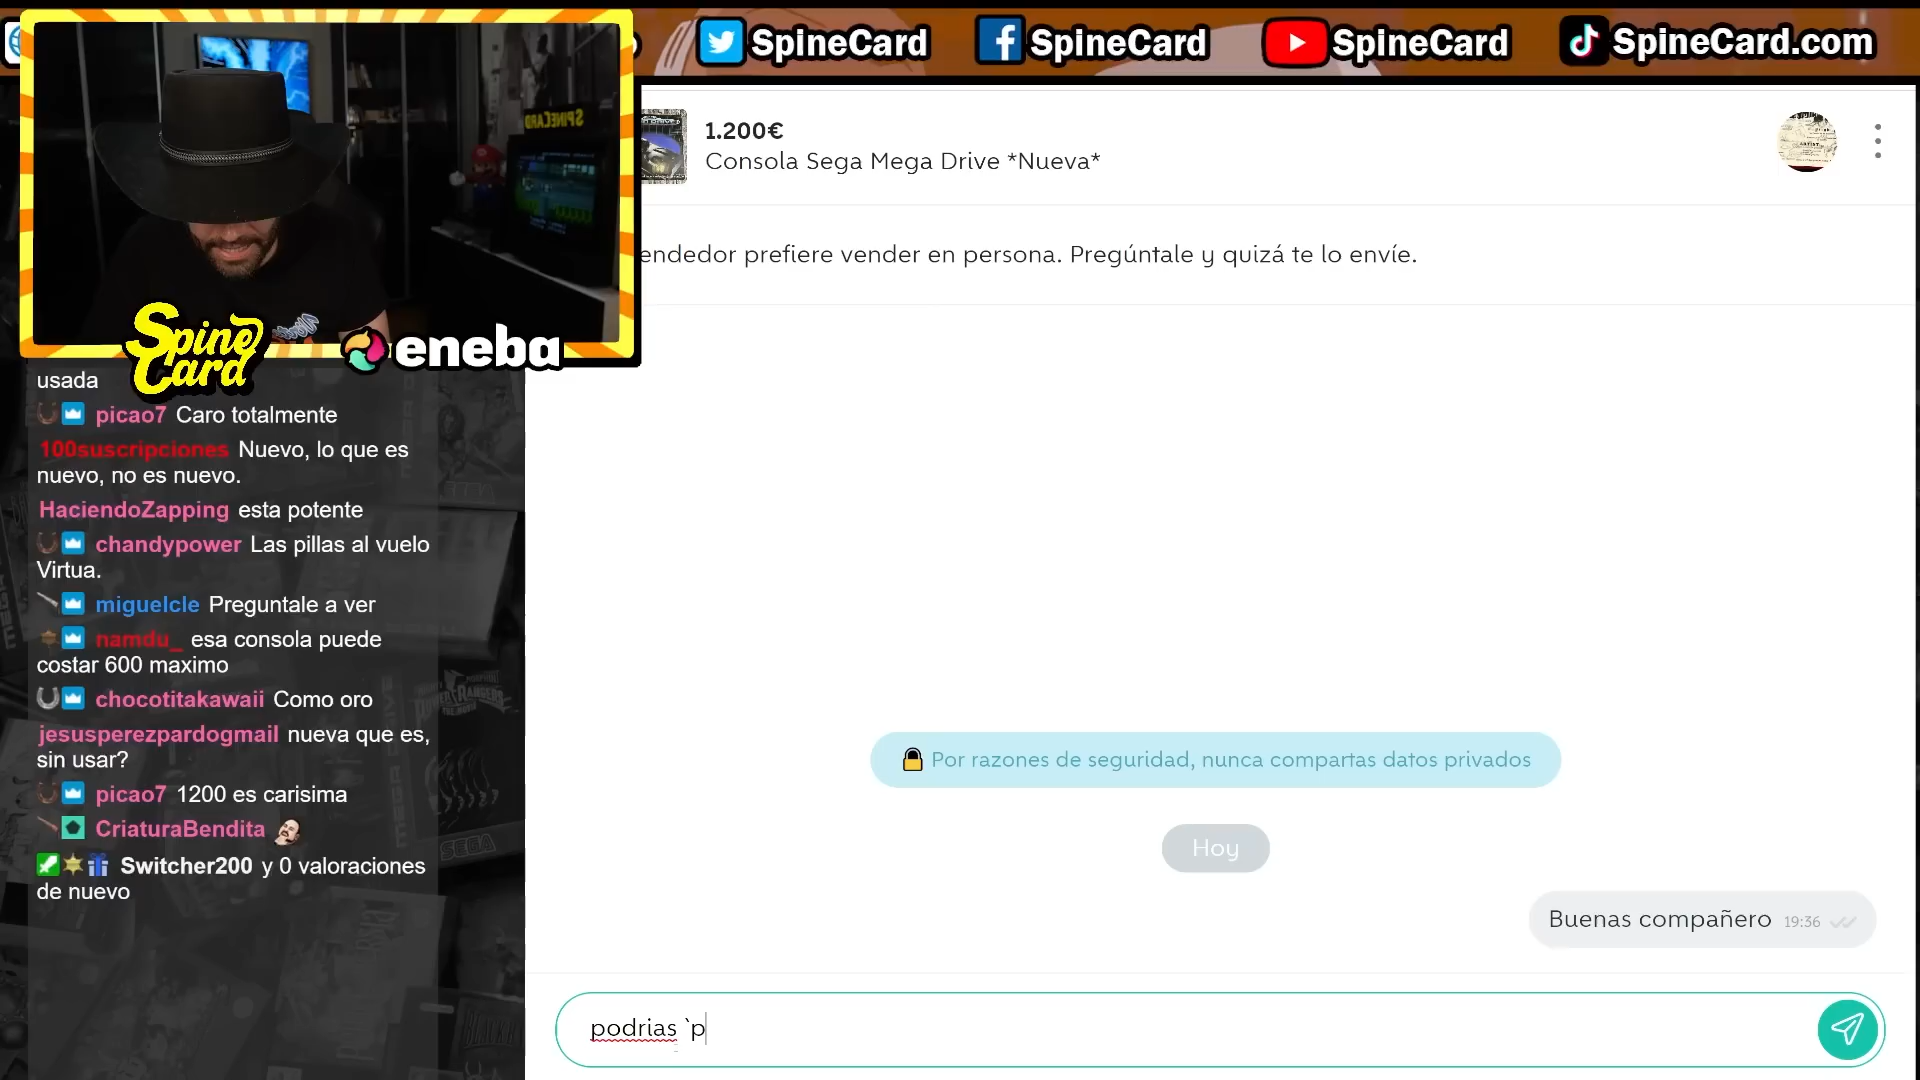 SpineCard
SpineCard
SpineCard
SpineCard.com
SPINECARD
1.200€
Consola Sega Mega Drive *Nueva*
endedor prefiere vender en persona. Pregúntale y quizá te lo envíe.
Spine
Card
eneba
usada
picao7 Caro totalmente
100suscripciones Nuevo, lo que es
nuevo, no es nuevo.
HaciendoZapping esta potente
chandypower Las pillas al vuelo
Virtua.
miguelcle Preguntale a ver
namdu_ esa consola puede
costar 600 maximo
chocotitakawaii Como oro
jesusperezpardogmail nueva que es,
sin usar?
picao7 1200 es carisima
CriaturaBendita
Switcher200 y 0 valoraciones
de nuevo
Por razones de seguridad, nunca compartas datos privados
Hoy
Buenas compañero 19:36
podrias `p